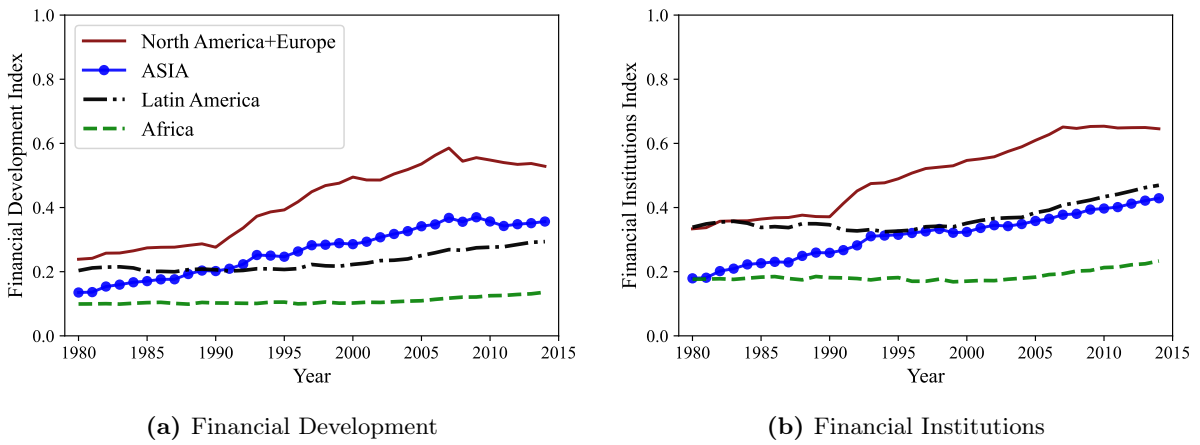 Financial Development Index
1.0
0.8
0.6
0.4
0.2
0.0
North America+Europe
ASIA
Latin America
Africa
1980 1985 1990 1995 2000 2005 2010 2015
Year
(a) Financial Development
Financial Institutions Index
1.0
0.8
0.6
0.4
0.2
0.0
1980 1985 1990 1995 2000 2005 2010 2015
Year
(b) Financial Institutions